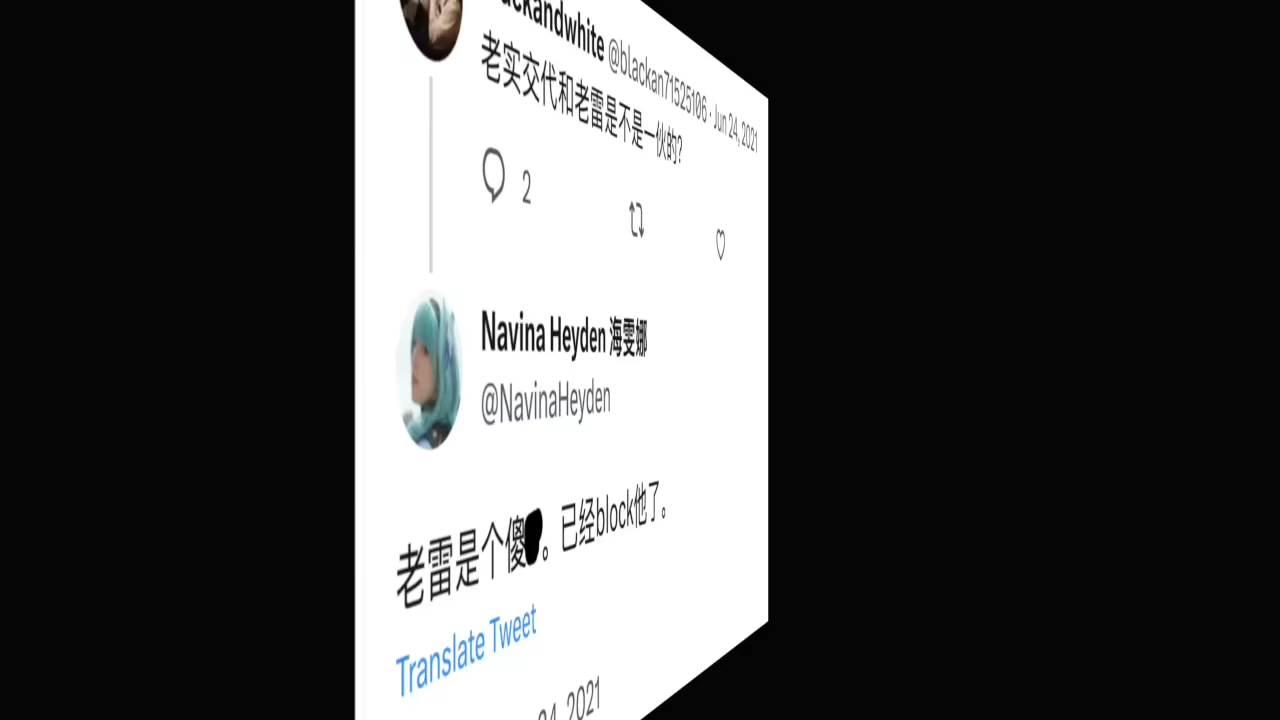 ckandwhite @blackan71525106 · Jun 24, 2021
老实交代和老雷是不是一伙的?
2
Navina Heyden 海雯娜
@NavinaHeyden
老雷是个傻。已经block他了。
Translate Tweet
24, 2021